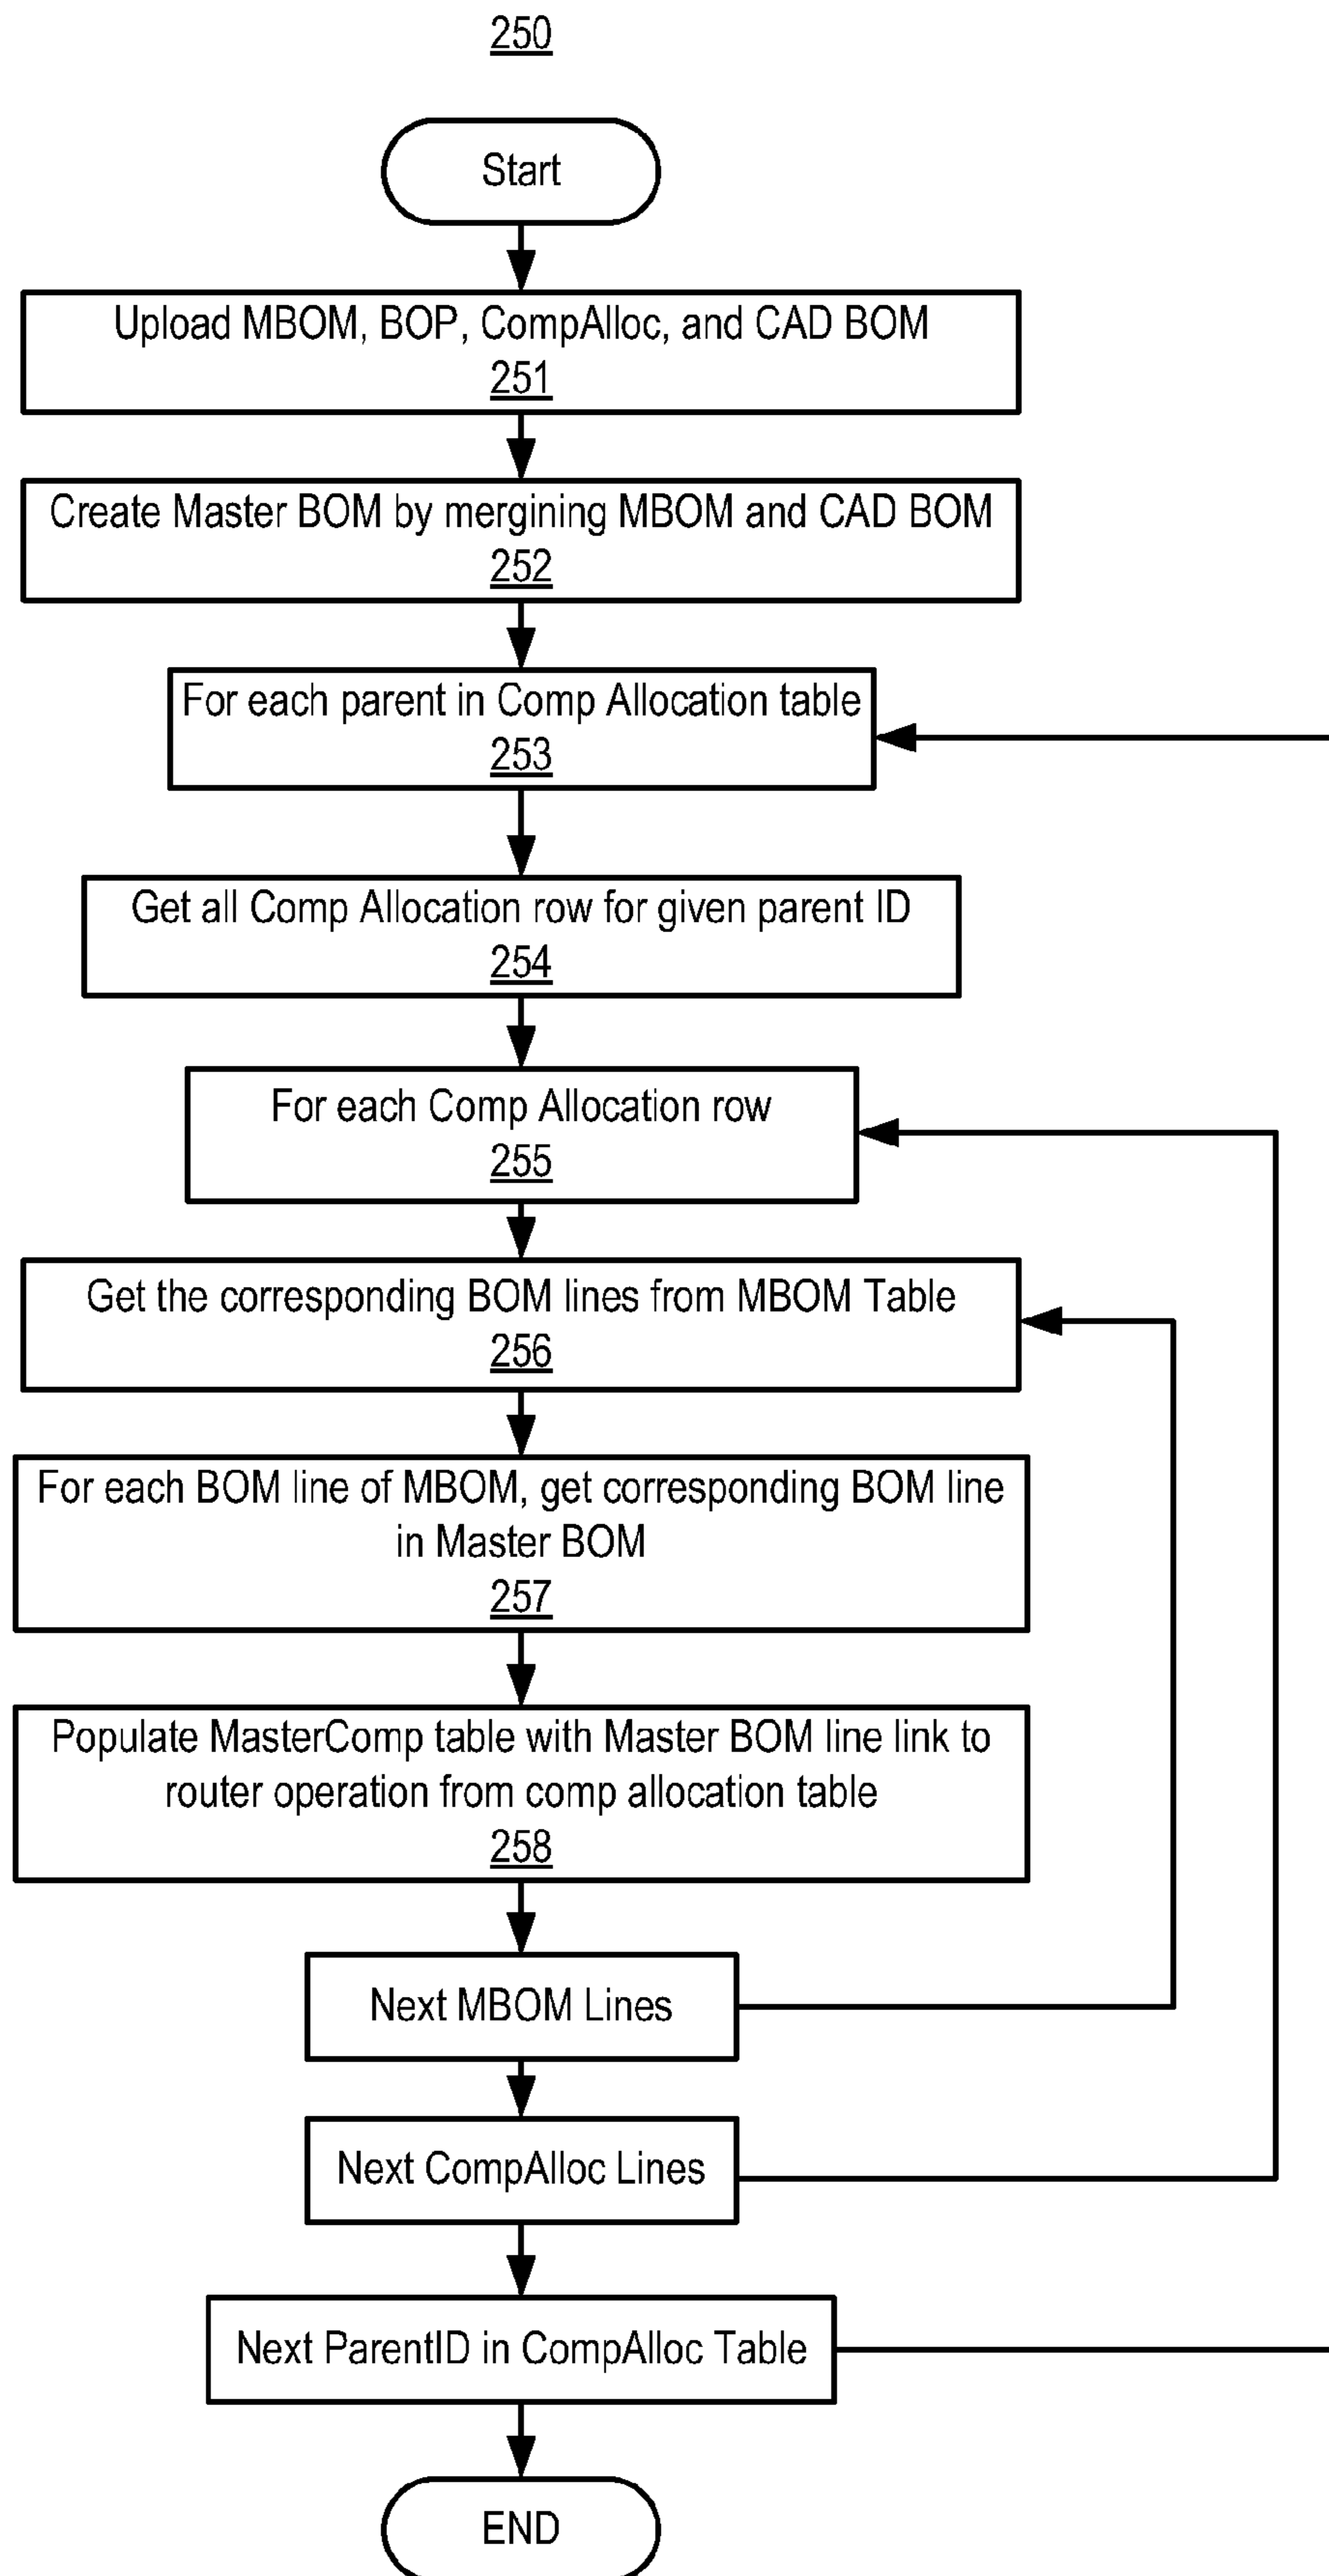 250
Start
Upload MBOM, BOP, CompAlloc, and CAD BOM
251
Create Master BOM by mergining MBOM and CAD BOM
252
For each parent in Comp Allocation table
253
Get all Comp Allocation row for given parent ID
254
For each Comp Allocation row
255
Get the corresponding BOM lines from MBOM Table
256
For each BOM line of MBOM, get corresponding BOM line
in Master BOM
257
Populate MasterComp table with Master BOM line link to
router operation from comp allocation table
258
Next MBOM Lines
Next CompAlloc Lines
Next ParentID in CompAlloc Table
END